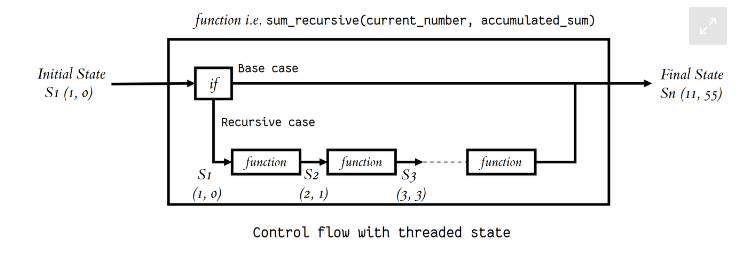 function i.e. sum_recursive(current_number, accumulated_sum)
Initial State
S1 (1, 0)
if
Base case
Final State
Sn (11, 55)
Recursive case
function
function
function
S1
(1, 0)
S2
(2, 1)
S3
(3, 3)
Control flow with threaded state